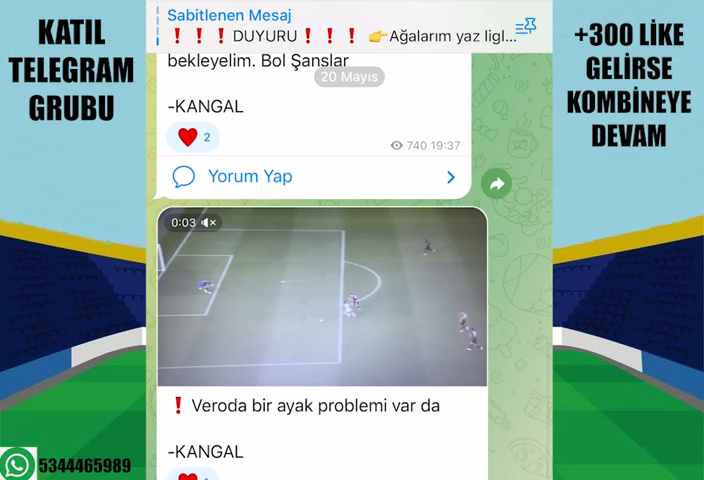 KATIL
TELEGRAM
GRUBU
Sabitlenen Mesaj
❗❗❗DUYURU❗❗❗👉Ağalarım yaz ligl...
bekleyelim. Bol Şanslar
20 Mayıs
-KANGAL
❤️ 2
740 19:37
Yorum Yap
0:03
❗ Veroda bir ayak problemi var da
-KANGAL
+300 LİKE
GELİRSE
KOMBİNEYE
DEVAM
5344465989